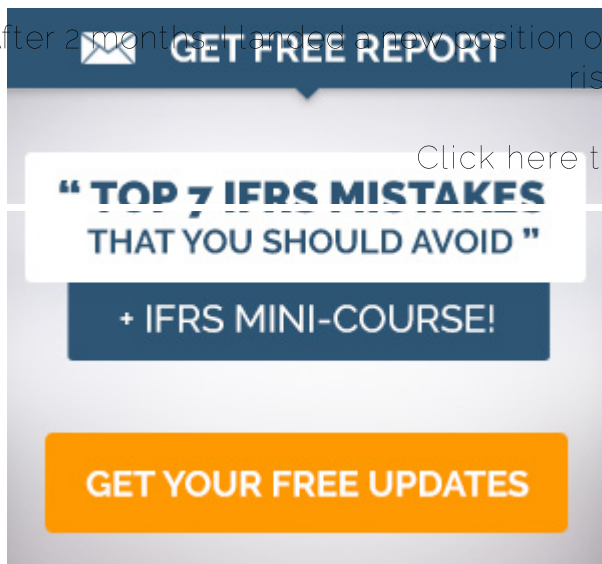 fter 2 months, I landed a new position o
GET FREE REPORT
ris
Click here t
“ TOP 7 IFRS MISTAKES
THAT YOU SHOULD AVOID ”
+ IFRS MINI-COURSE!
GET YOUR FREE UPDATES